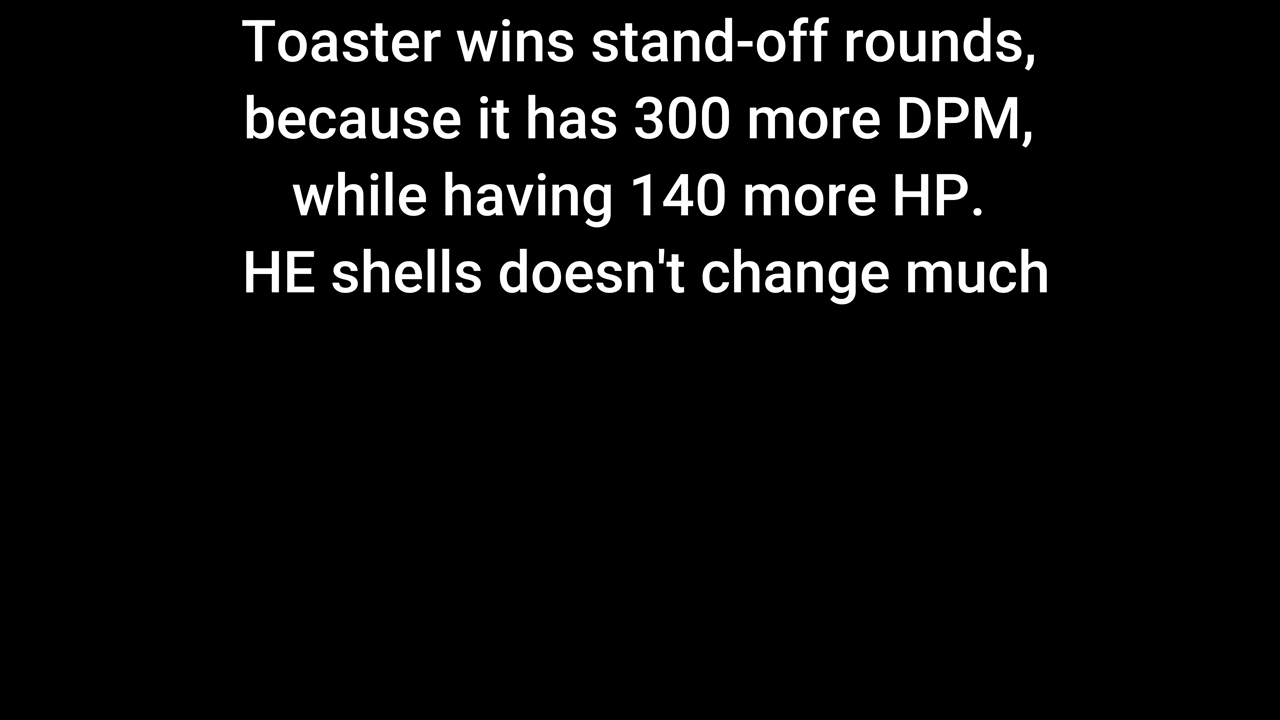 Toaster wins stand-off rounds,
because it has 300 more DPM,
while having 140 more HP.
HE shells doesn't change much